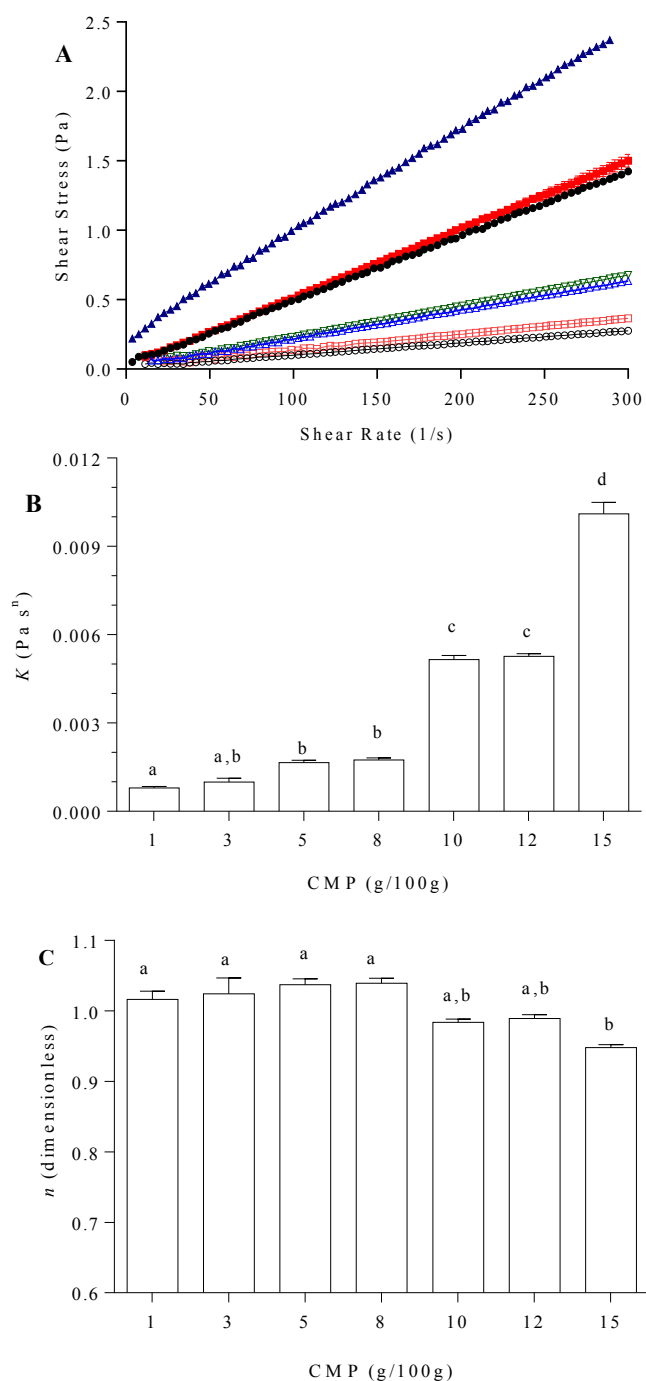 A
2.5
2.0
1.5
1.0
0.5
0.0
Shear Stress (Pa)
0 50 100 150 200 250 300
Shear Rate (1/s)
B
0.012
0.009
0.006
0.003
0.000
K (Pa sⁿ)
a a,b b b c c d
1 3 5 8 10 12 15
CMP (g/100g)
C
1.1
1.0
0.9
0.8
0.7
0.6
n (dimensionless)
a a a a a,b a,b b
1 3 5 8 10 12 15
CMP (g/100g)